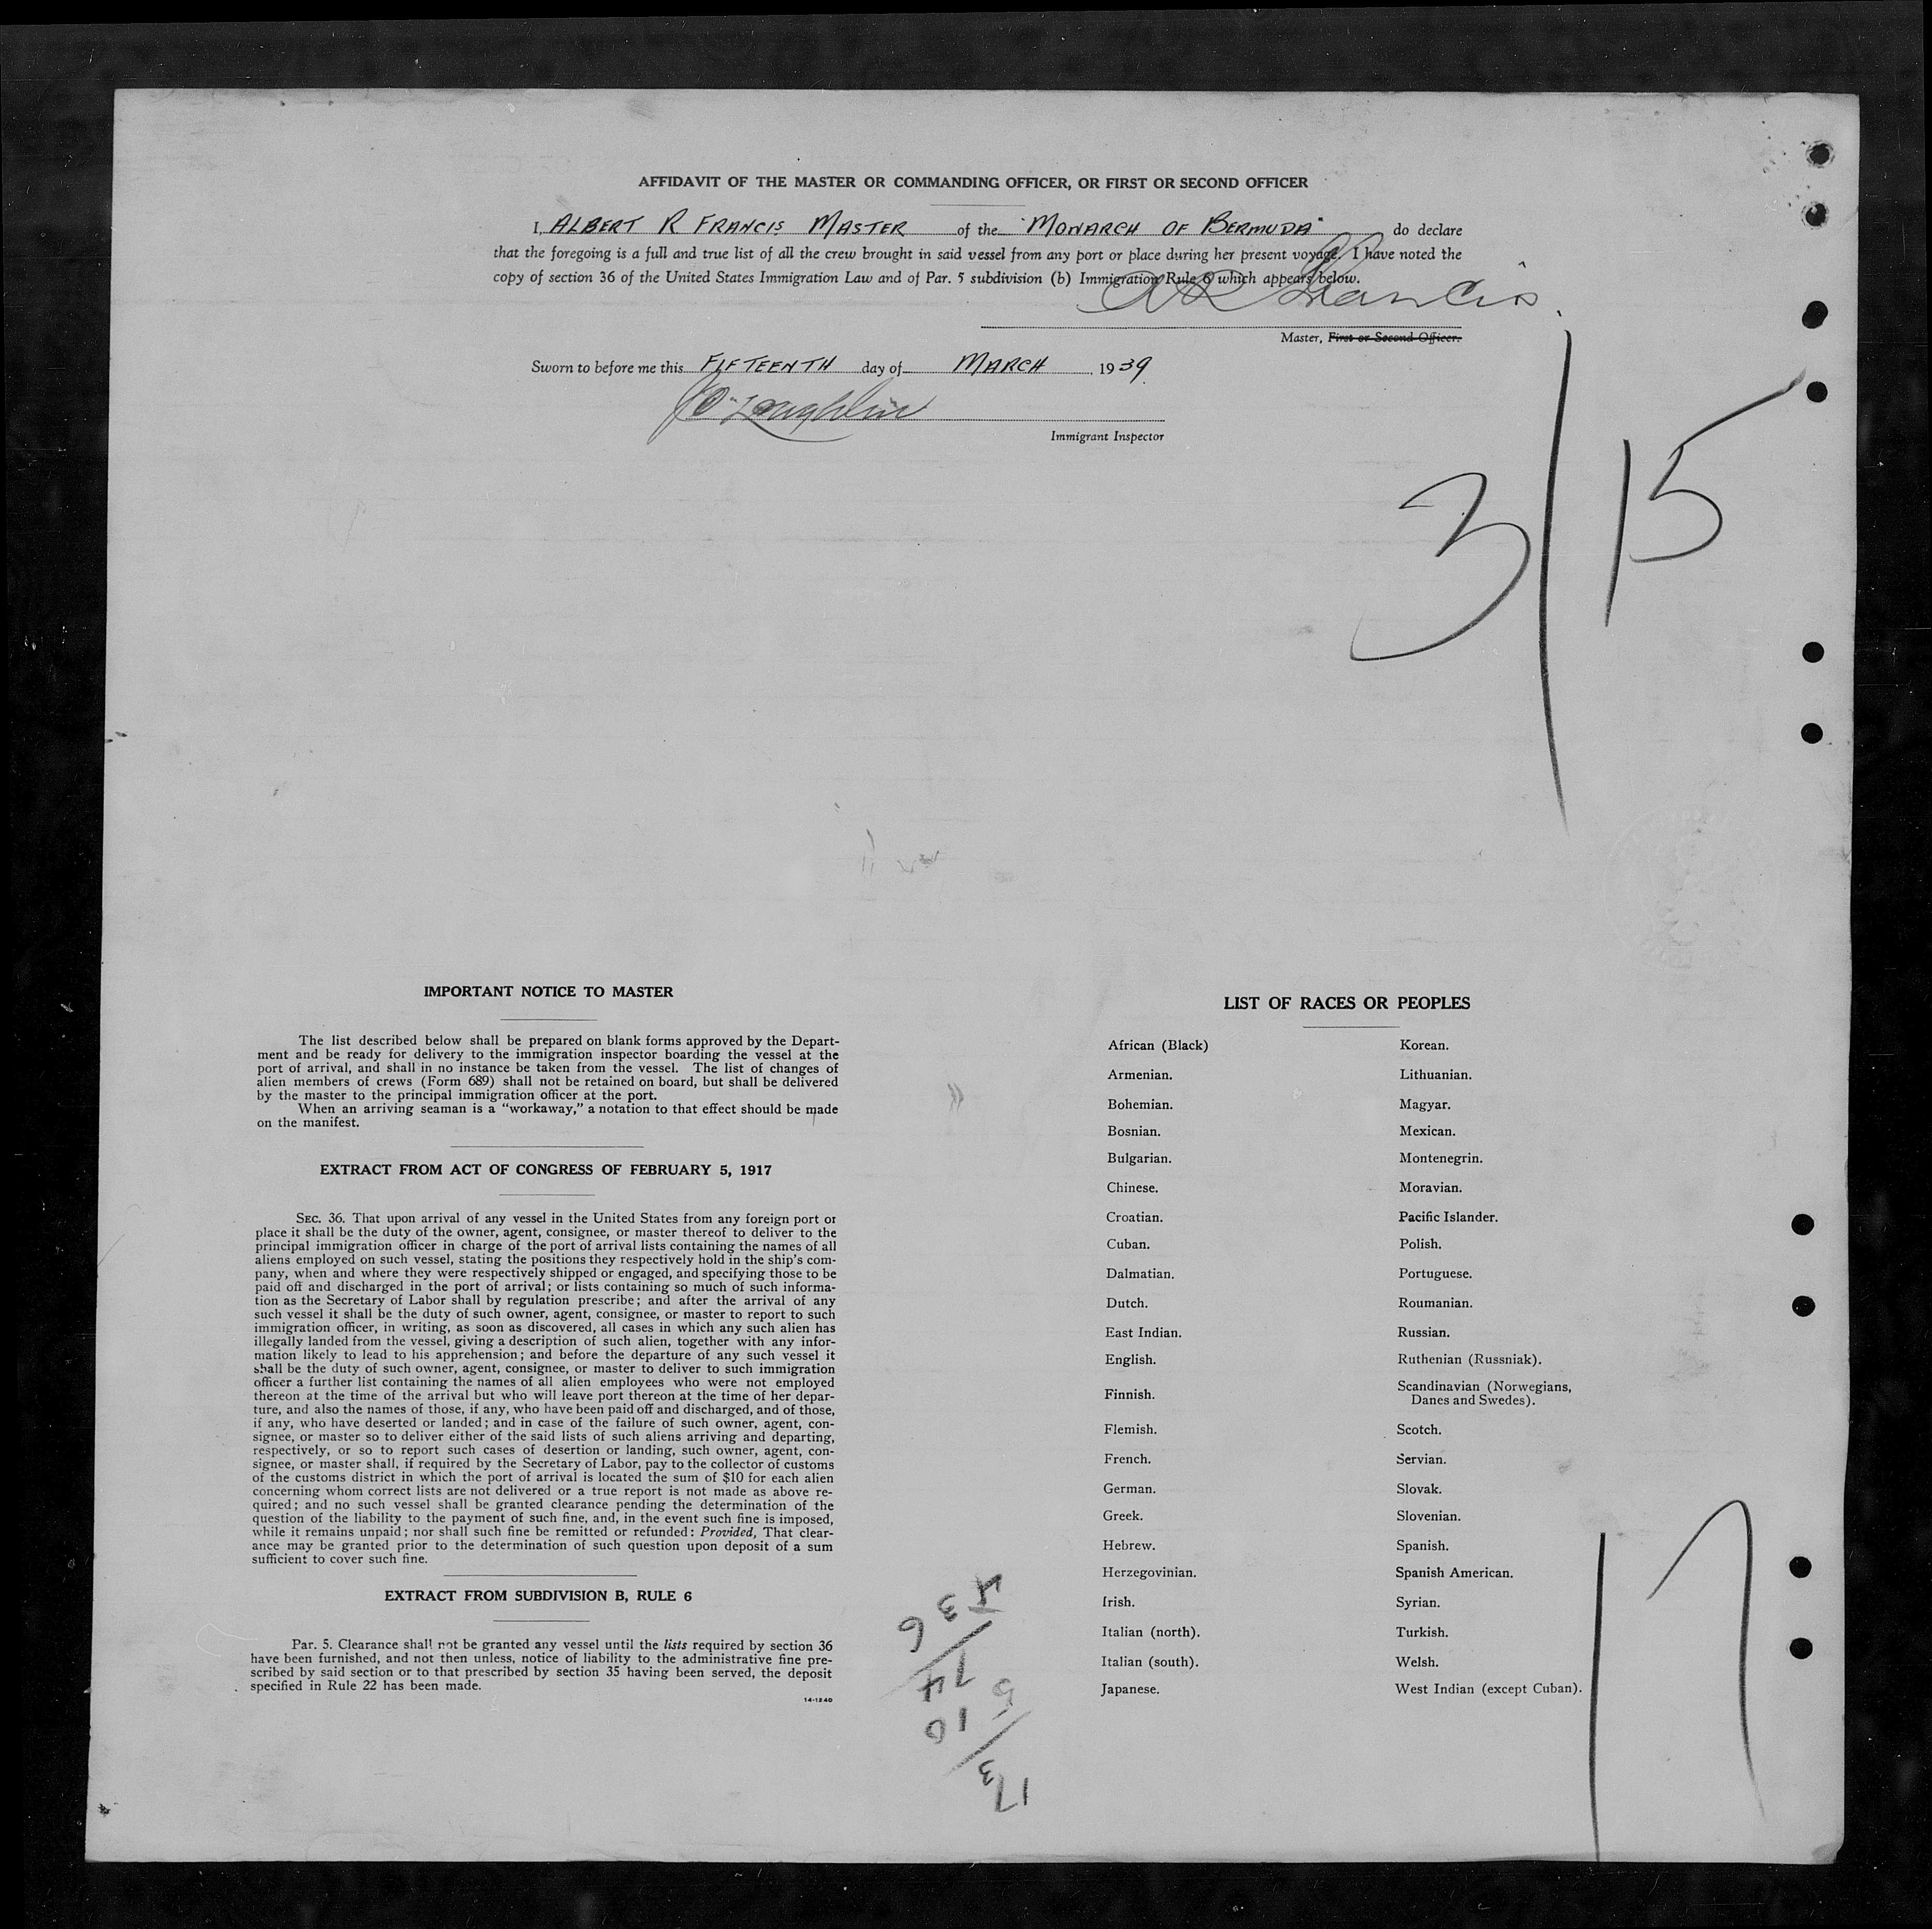 AFFIDAVIT OF THE MASTER OR COMMANDING OFFICER, OR FIRST OR SECOND OFFICER
I, ALBERT R FRANCIS MASTER of the "MONARCH OF BERMUDA" do declare
that the foregoing is a full and true list of all the crew brought in said vessel from any port or place during her present voyage. I have noted the
copy of section 36 of the United States Immigration Law and of Par. 5 subdivision (b) Immigration Rule 6 which appears below.
A R Francis
Master, First or Second Officer.
Sworn to before me this FIFTEENTH day of MARCH, 1939
O'Loughlin
Immigrant Inspector
3/15
IMPORTANT NOTICE TO MASTER
The list described below shall be prepared on blank forms approved by the Depart-
ment and be ready for delivery to the immigration inspector boarding the vessel at the
port of arrival, and shall in no instance be taken from the vessel. The list of changes of
alien members of crews (Form 689) shall not be retained on board, but shall be delivered
by the master to the principal immigration officer at the port.
When an arriving seaman is a "workaway," a notation to that effect should be made
on the manifest.
EXTRACT FROM ACT OF CONGRESS OF FEBRUARY 5, 1917
SEC. 36. That upon arrival of any vessel in the United States from any foreign port or
place it shall be the duty of the owner, agent, consignee, or master thereof to deliver to the
principal immigration officer in charge of the port of arrival lists containing the names of all
aliens employed on such vessel, stating the positions they respectively hold in the ship's com-
pany, when and where they were respectively shipped or engaged, and specifying those to be
paid off and discharged in the port of arrival; or lists containing so much of such informa-
tion as the Secretary of Labor shall by regulation prescribe; and after the arrival of any
such vessel it shall be the duty of such owner, agent, consignee, or master to report to such
immigration officer, in writing, as soon as discovered, all cases in which any such alien has
illegally landed from the vessel, giving a description of such alien, together with any infor-
mation likely to lead to his apprehension; and before the departure of any such vessel it
shall be the duty of such owner, agent, consignee, or master to deliver to such immigration
officer a further list containing the names of all alien employees who were not employed
thereon at the time of the arrival but who will leave port thereon at the time of her depar-
ture, and also the names of those, if any, who have been paid off and discharged, and of those,
if any, who have deserted or landed; and in case of the failure of such owner, agent, con-
signee, or master so to deliver either of the said lists of such aliens arriving and departing,
respectively, or so to report such cases of desertion or landing, such owner, agent, con-
signee, or master shall, if required by the Secretary of Labor, pay to the collector of customs
of the customs district in which the port of arrival is located the sum of $10 for each alien
concerning whom correct lists are not delivered or a true report is not made as above re-
quired; and no such vessel shall be granted clearance pending the determination of the
question of the liability to the payment of such fine, and, in the event such fine is imposed,
while it remains unpaid; nor shall such fine be remitted or refunded: Provided, That clear-
ance may be granted prior to the determination of such question upon deposit of a sum
sufficient to cover such fine.
EXTRACT FROM SUBDIVISION B, RULE 6
Par. 5. Clearance shall not be granted any vessel until the lists required by section 36
have been furnished, and not then unless, notice of liability to the administrative fine pre-
scribed by said section or to that prescribed by section 35 having been served, the deposit
specified in Rule 22 has been made.
14-1240
LIST OF RACES OR PEOPLES
African (Black)
Armenian.
Bohemian.
Bosnian.
Bulgarian.
Chinese.
Croatian.
Cuban.
Dalmatian.
Dutch.
East Indian.
English.
Finnish.
Flemish.
French.
German.
Greek.
Hebrew.
Herzegovinian.
Irish.
Italian (north).
Italian (south).
Japanese.
Korean.
Lithuanian.
Magyar.
Mexican.
Montenegrin.
Moravian.
Pacific Islander.
Polish.
Portuguese.
Roumanian.
Russian.
Ruthenian (Russniak).
Scandinavian (Norwegians,
Danes and Swedes).
Scotch.
Servian.
Slovak.
Slovenian.
Spanish.
Spanish American.
Syrian.
Turkish.
Welsh.
West Indian (except Cuban).
17